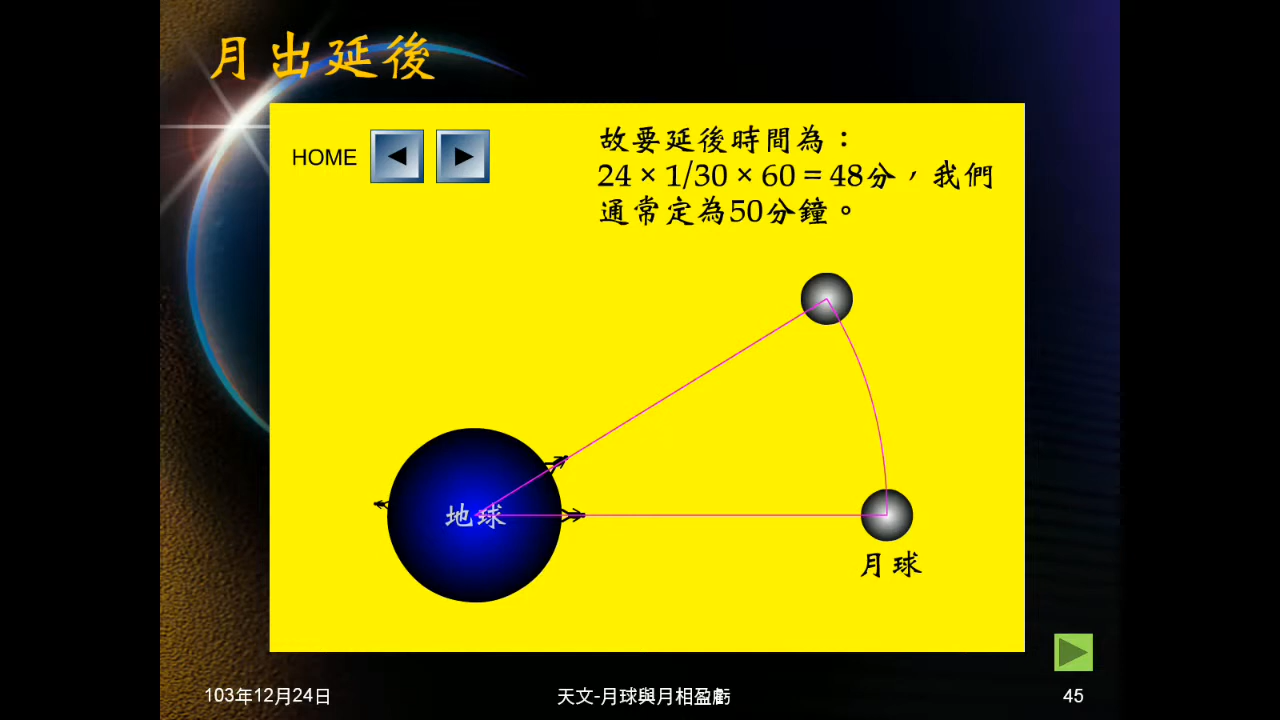 月出延後
HOME
故要延後時間為：
24 × 1/30 × 60 = 48分，我們
通常定為50分鐘。
地球
月球
103年12月24日
天文-月球與月相盈虧
45